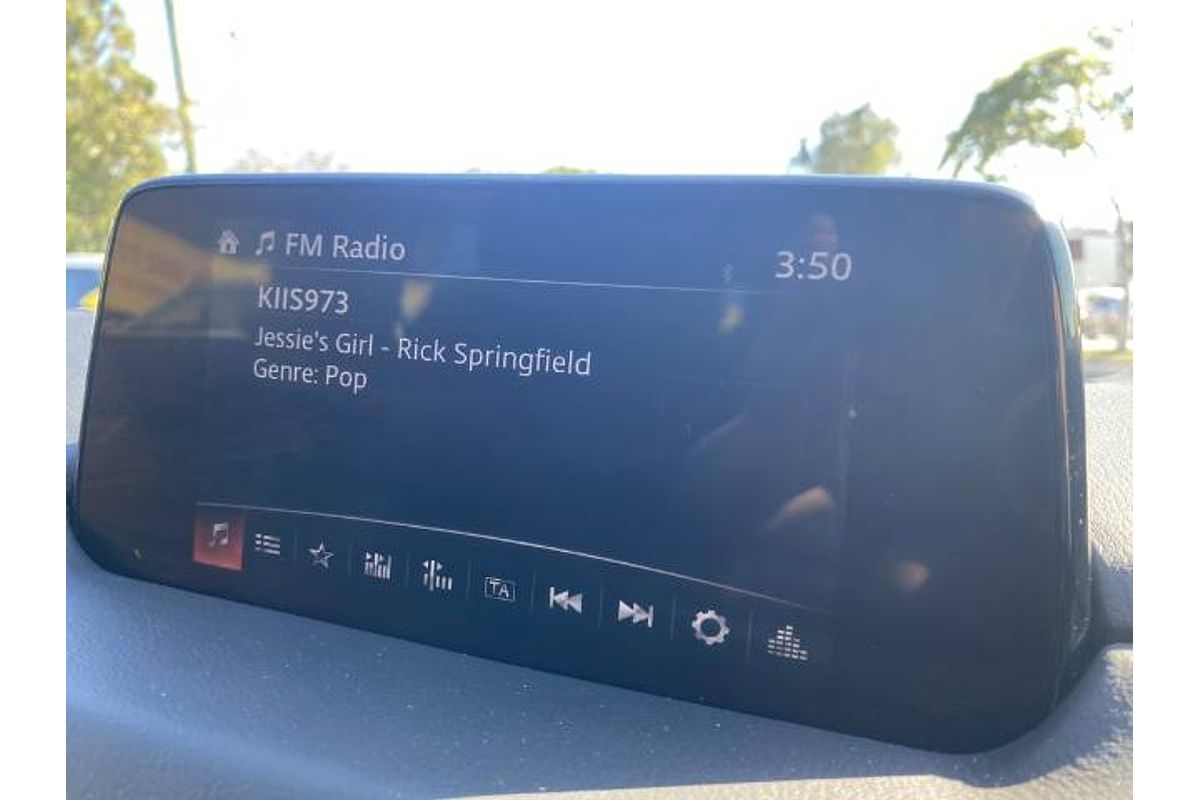 FM Radio
3:50
KIIS973
Jessie's Girl - Rick Springfield
Genre: Pop
TA